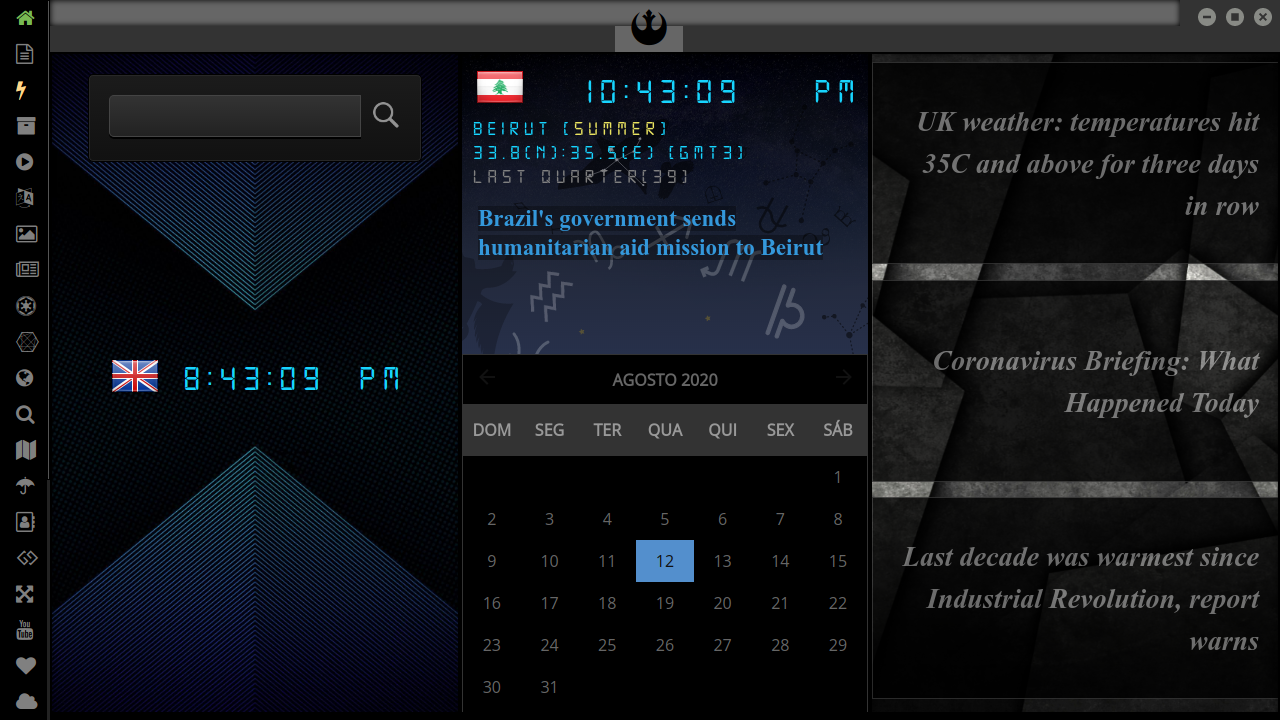 8:43:09 PM
10:43:09 PM
BEIRUT (SUMMER)
33.8(N):35.5(E) (GMT3)
LAST QUARTER(39)
Brazil's government sends
humanitarian aid mission to Beirut
AGOSTO 2020
DOM SEG TER QUA QUI SEX SÁB
1
2 3 4 5 6 7 8
9 10 11 12 13 14 15
16 17 18 19 20 21 22
23 24 25 26 27 28 29
30 31
UK weather: temperatures hit
35C and above for three days
in row
Coronavirus Briefing: What
Happened Today
Last decade was warmest since
Industrial Revolution, report
warns
You
Tube